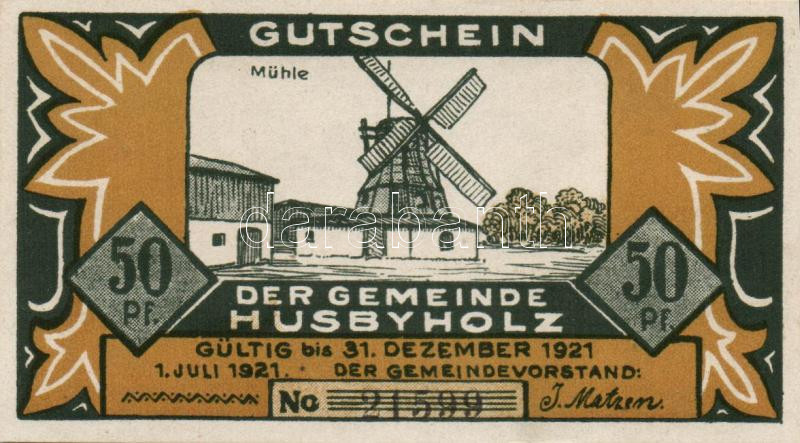 GUTSCHEIN
Mühle
darabanth
50 Pf.
50 Pf.
DER GEMEINDE
HUSBYHOLZ
GÜLTIG bis 31. DEZEMBER 1921
1. JULI 1921. DER GEMEINDEVORSTAND:
No 21599 J. Matzen.